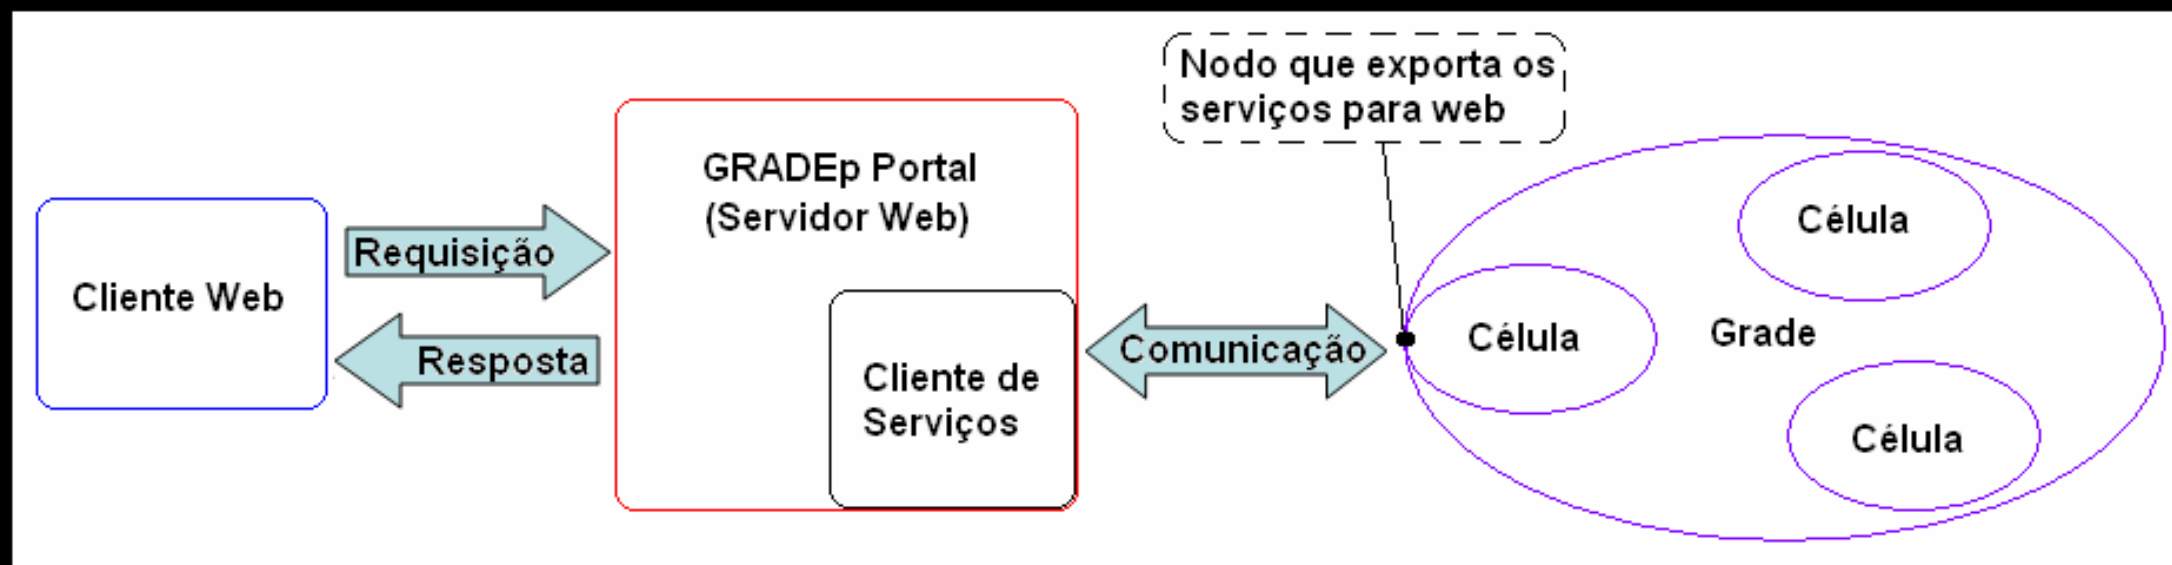 Cliente Web
Requisição
Resposta
GRADEp Portal
(Servidor Web)
Cliente de
Serviços
Comunicação
Nodo que exporta os
serviços para web
Célula
Célula
Grade
Célula